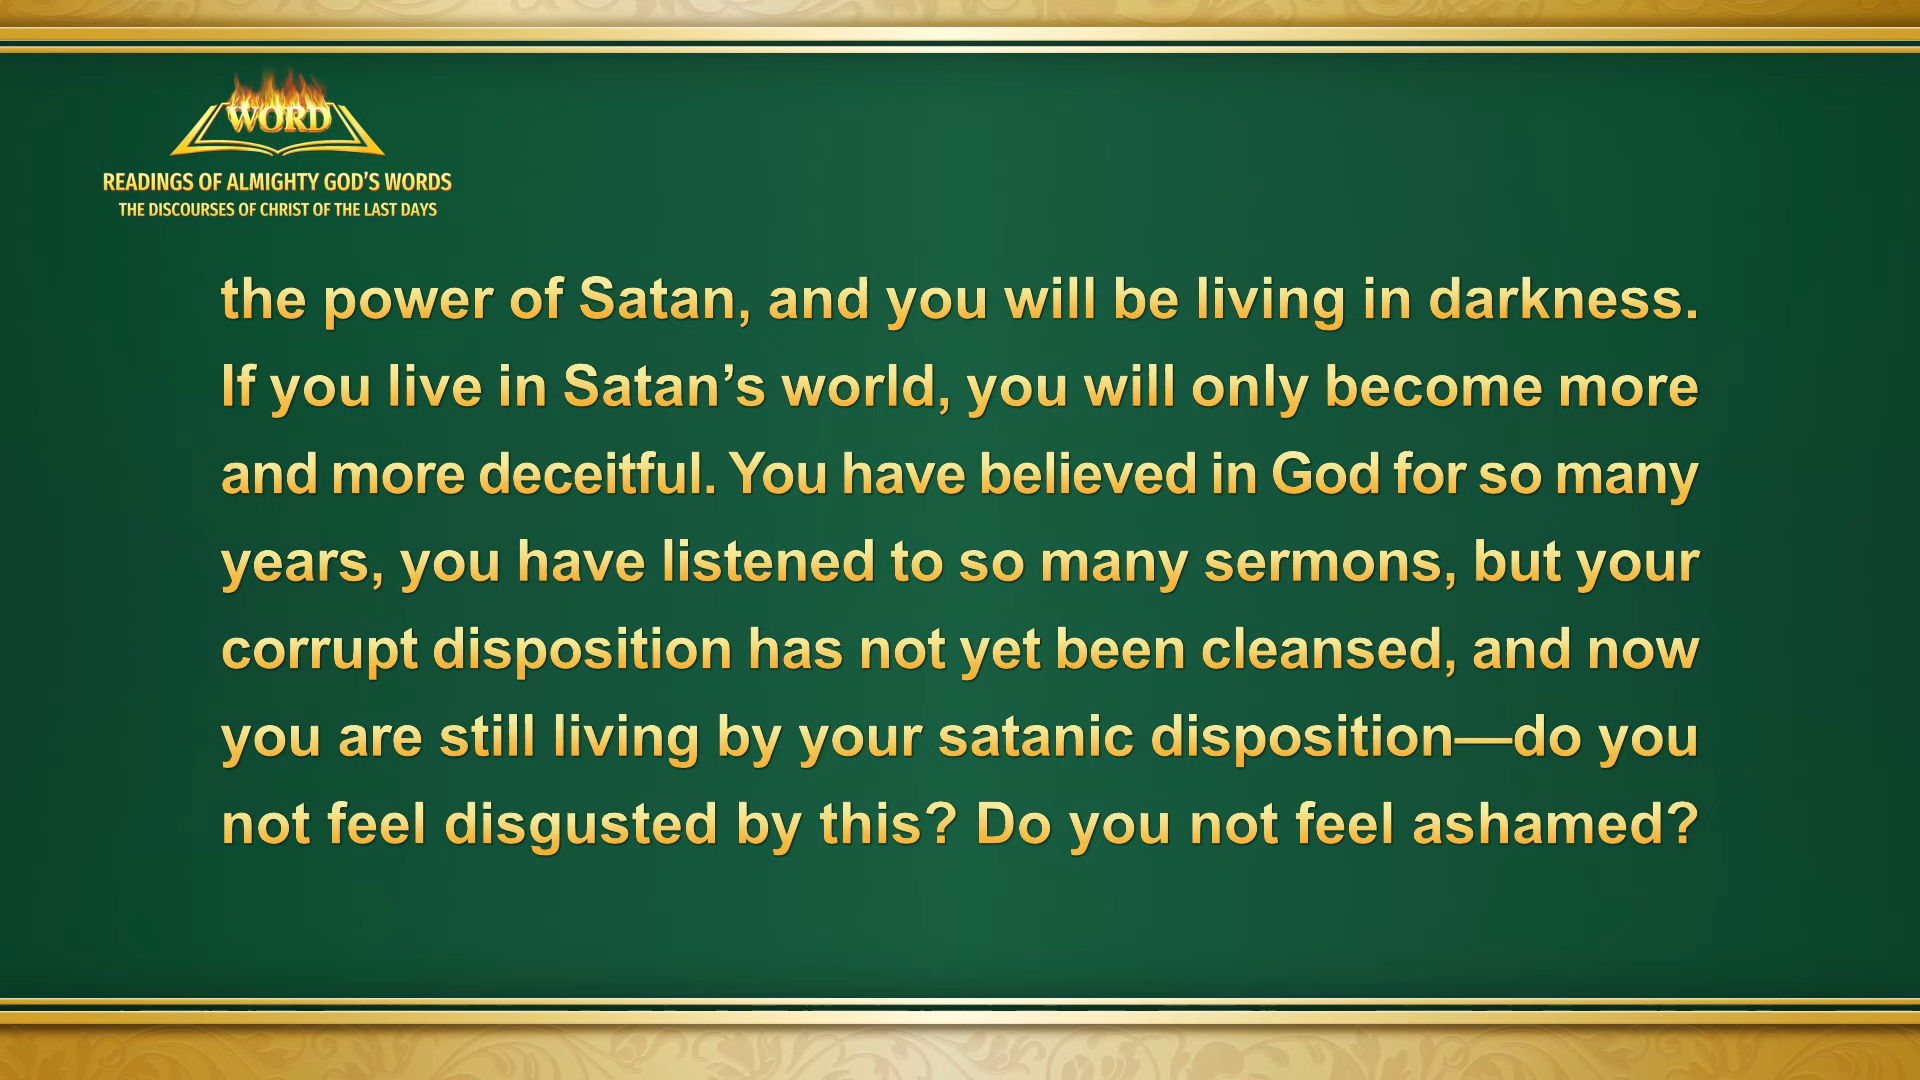 WORD
READINGS OF ALMIGHTY GOD’S WORDS
THE DISCOURSES OF CHRIST OF THE LAST DAYS
the power of Satan, and you will be living in darkness.
If you live in Satan’s world, you will only become more
and more deceitful. You have believed in God for so many
years, you have listened to so many sermons, but your
corrupt disposition has not yet been cleansed, and now
you are still living by your satanic disposition—do you
not feel disgusted by this? Do you not feel ashamed?